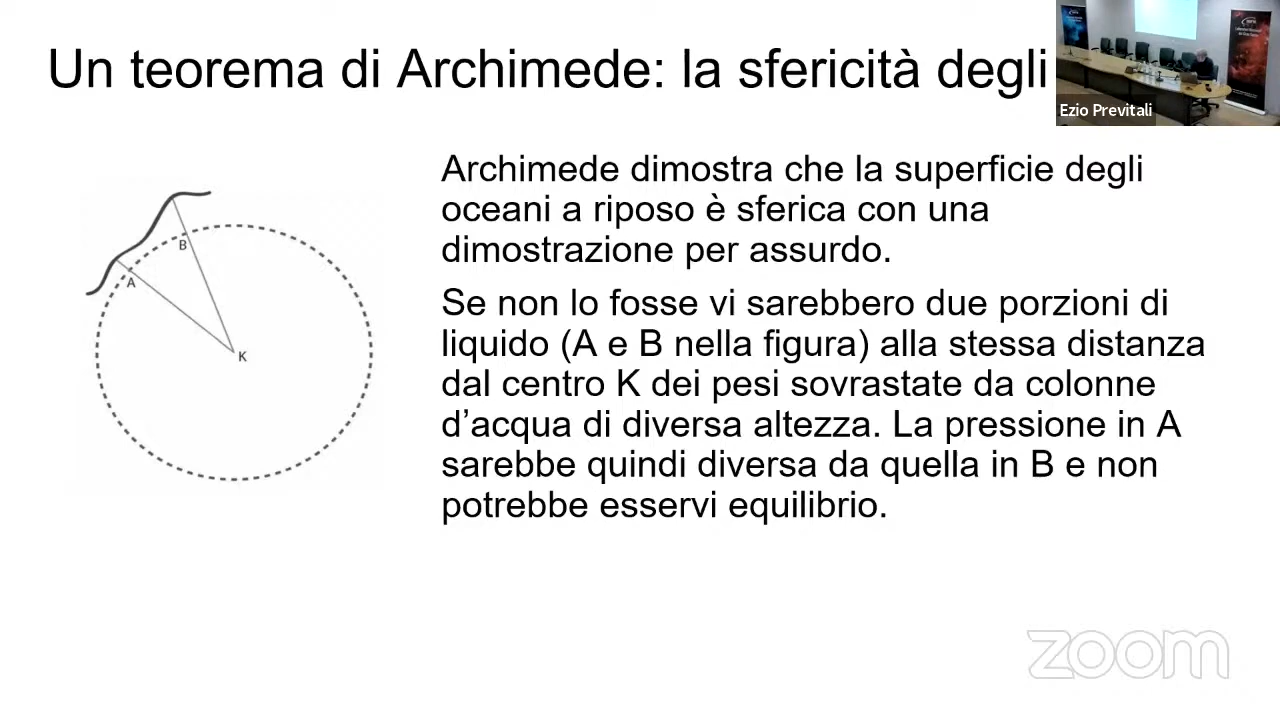 Un teorema di Archimede: la sfericità degli
Ezio Previtali
Archimede dimostra che la superficie degli
oceani a riposo è sferica con una
dimostrazione per assurdo.
Se non lo fosse vi sarebbero due porzioni di
liquido (A e B nella figura) alla stessa distanza
dal centro K dei pesi sovrastate da colonne
d’acqua di diversa altezza. La pressione in A
sarebbe quindi diversa da quella in B e non
potrebbe esservi equilibrio.
B
A
K
zoom